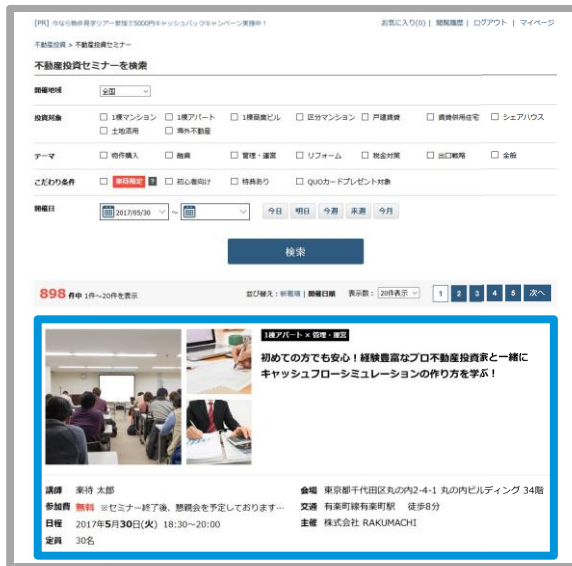 [PR] 今なら物件見学ツアー参加で5000円キャッシュバックキャンペーン実施中！
お気に入り(0) | 閲覧履歴 | ログアウト | マイページ
不動産投資 > 不動産投資セミナー
不動産投資セミナーを検索
開催地域 全国
投資対象 1棟マンション 1棟アパート 1棟商業ビル 区分マンション 戸建賃貸 賃貸併用住宅 シェアハウス
土地活用 海外不動産
テーマ 物件購入 融資 管理・運営 リフォーム 税金対策 出口戦略 全般
こだわり条件 楽待限定 ? 初心者向け 特典あり QUOカードプレゼント対象
開催日 2017/05/30 ～ 今日 明日 今週 来週 今月
検索
898 件中 1件～20件を表示 並び替え：新着順 | 開催日順 表示数： 20件表示 1 2 3 4 5 次へ
1棟アパート × 管理・運営
初めての方でも安心！経験豊富なプロ不動産投資家と一緒に
キャッシュフローシミュレーションの作り方を学ぶ！
講師 楽待 太郎
参加費 無料 ※セミナー終了後、懇親会を予定しております…
日程 2017年5月30日(火) 18:30～20:00
定員 30名
会場 東京都千代田区丸の内2-4-1 丸の内ビルディング 34階
交通 有楽町線有楽町駅 徒歩8分
主催 株式会社 RAKUMACHI